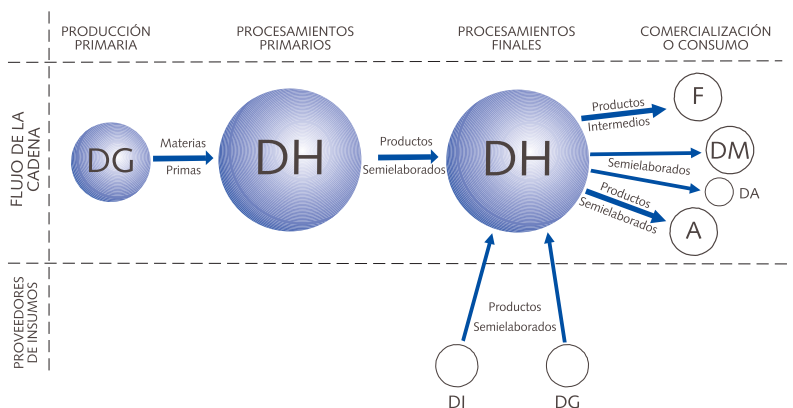 PRODUCCIÓN
PRIMARIA
PROCESAMIENTOS
PRIMARIOS
PROCESAMIENTOS
FINALES
COMERCIALIZACIÓN
O CONSUMO
FLUJO DE LA
CADENA
DG
Materias
Primas
DH
Productos
Semielaborados
DH
Productos
Intermedios
F
Semielaborados
DM
DA
Productos
Semielaborados
A
PROVEEDORES
DE INSUMOS
Productos
Semielaborados
DI
DG